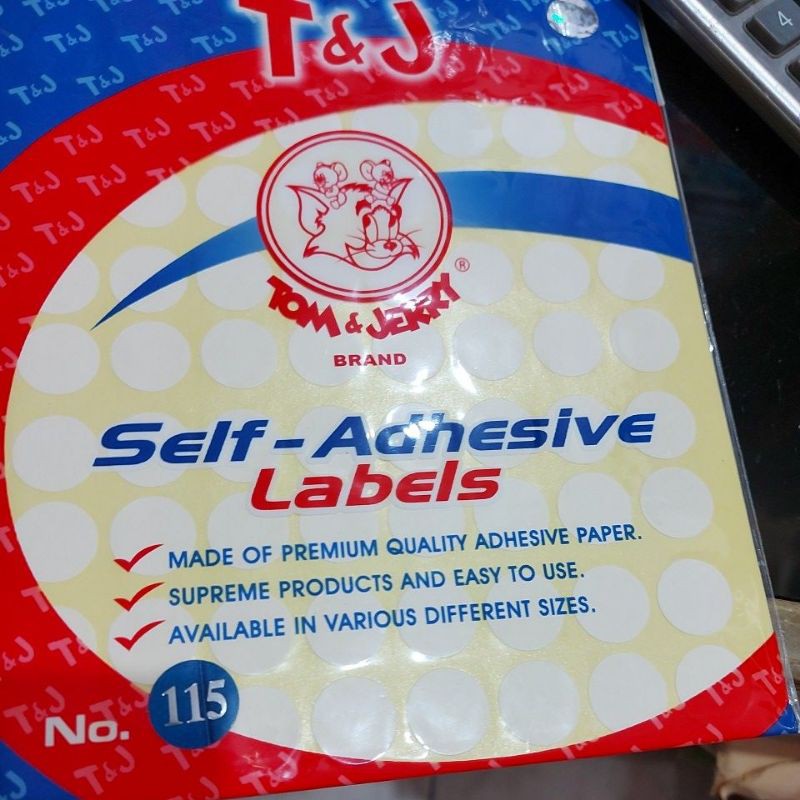 T&J
TOM & JERRY
®
BRAND
Self-Adhesive
Labels
MADE OF PREMIUM QUALITY ADHESIVE PAPER.
SUPREME PRODUCTS AND EASY TO USE.
AVAILABLE IN VARIOUS DIFFERENT SIZES.
No. 115
4